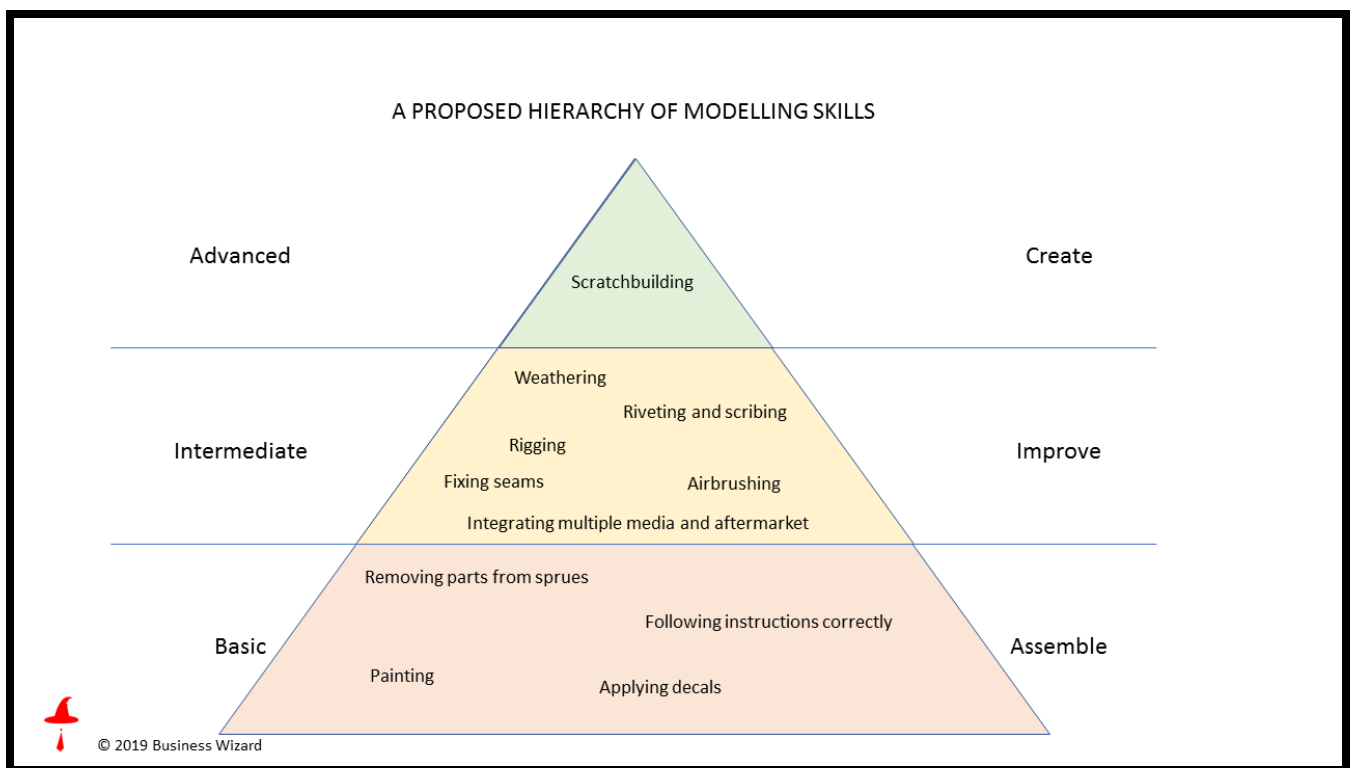 A PROPOSED HIERARCHY OF MODELLING SKILLS
Advanced
Create
Scratchbuilding
Weathering
Riveting and scribing
Intermediate
Rigging
Improve
Fixing seams
Airbrushing
Integrating multiple media and aftermarket
Removing parts from sprues
Following instructions correctly
Basic
Assemble
Painting
Applying decals
© 2019 Business Wizard